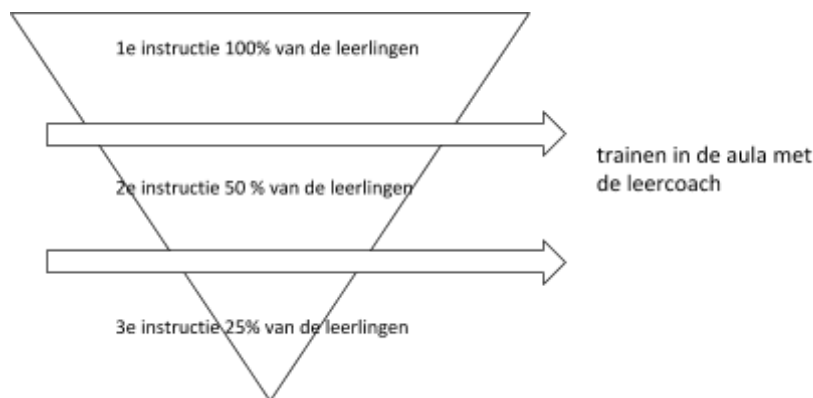 1e instructie 100% van de leerlingen
trainen in de aula met
de leercoach
2e instructie 50 % van de leerlingen
3e instructie 25% van de leerlingen